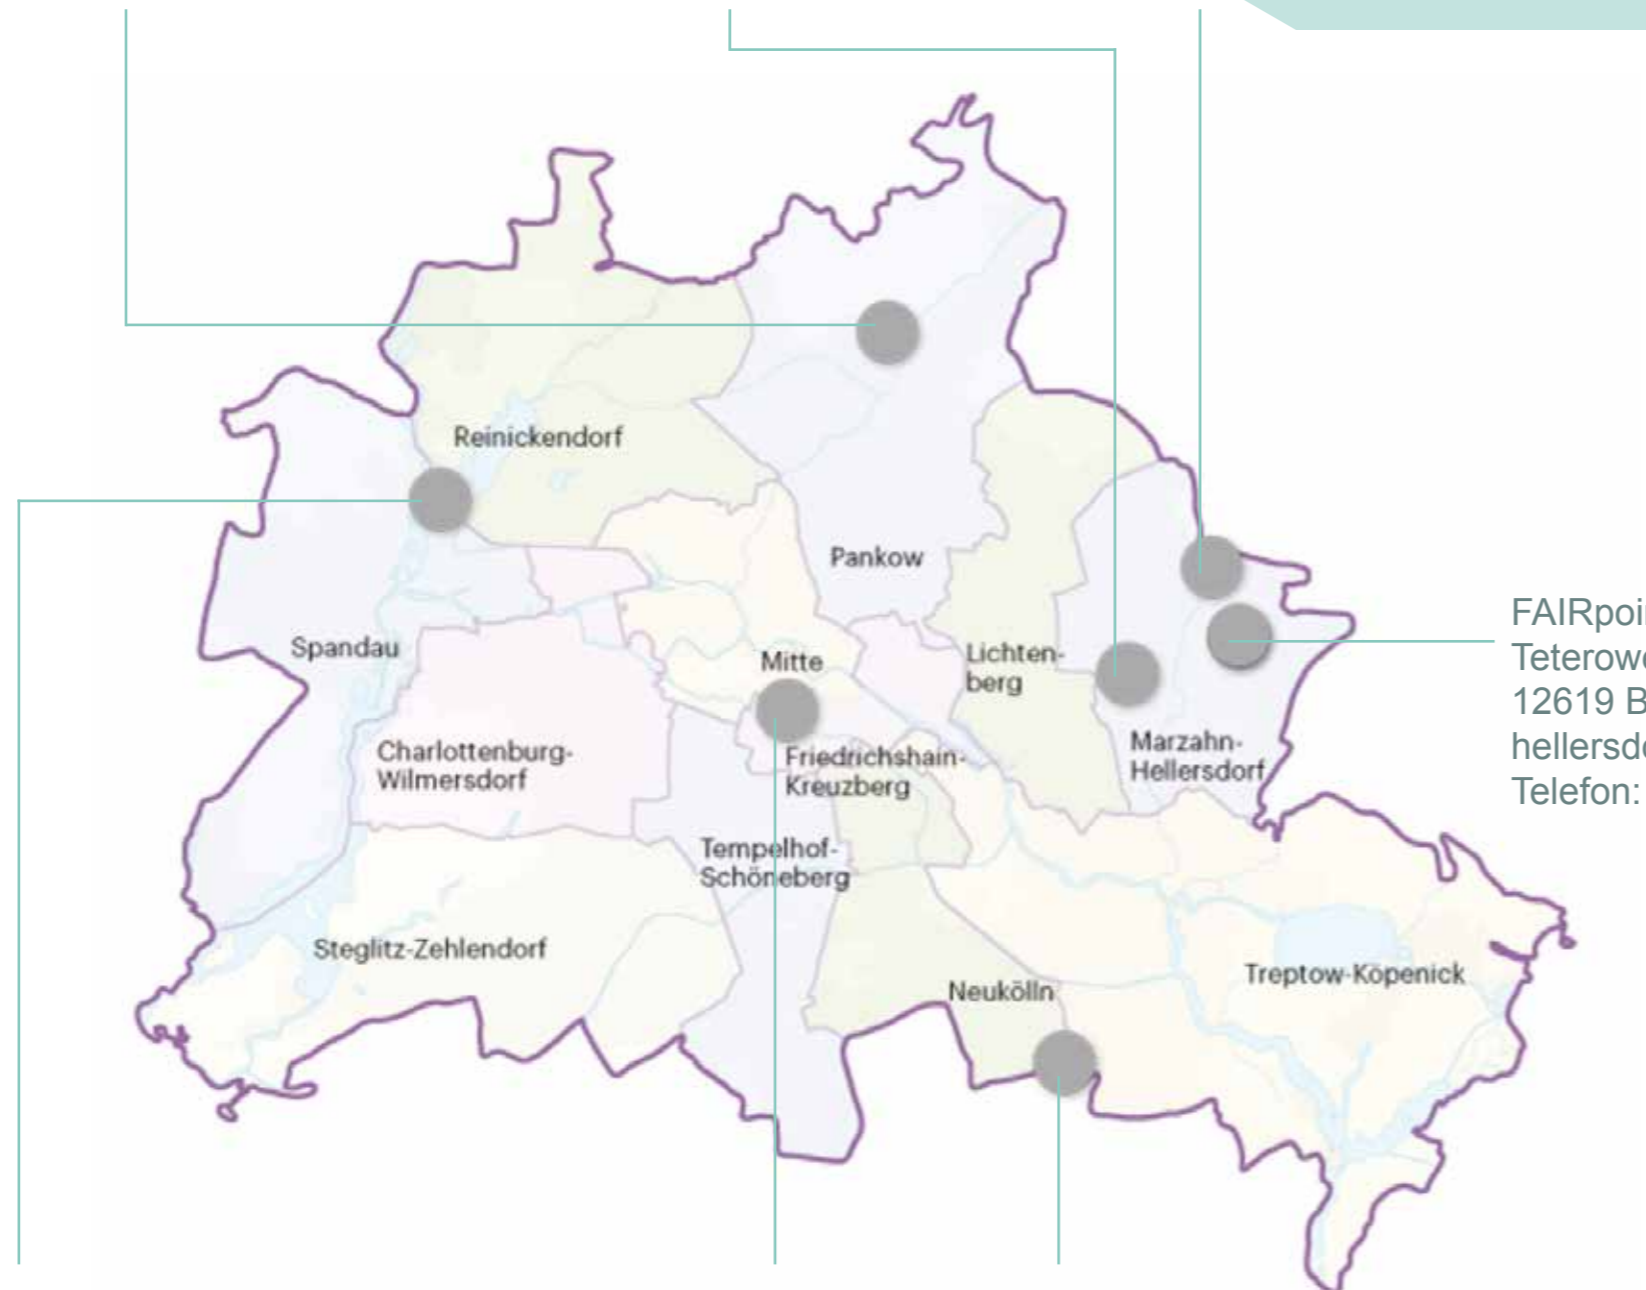 Reinickendorf
Pankow
Spandau
Mitte
Lichten-
berg
Charlottenburg-
Wilmersdorf
Friedrichshain-
Kreuzberg
Marzahn-
Hellersdorf
Tempelhof-
Schöneberg
Steglitz-Zehlendorf
Neukölln
Treptow-Köpenick
12619
Telefon: